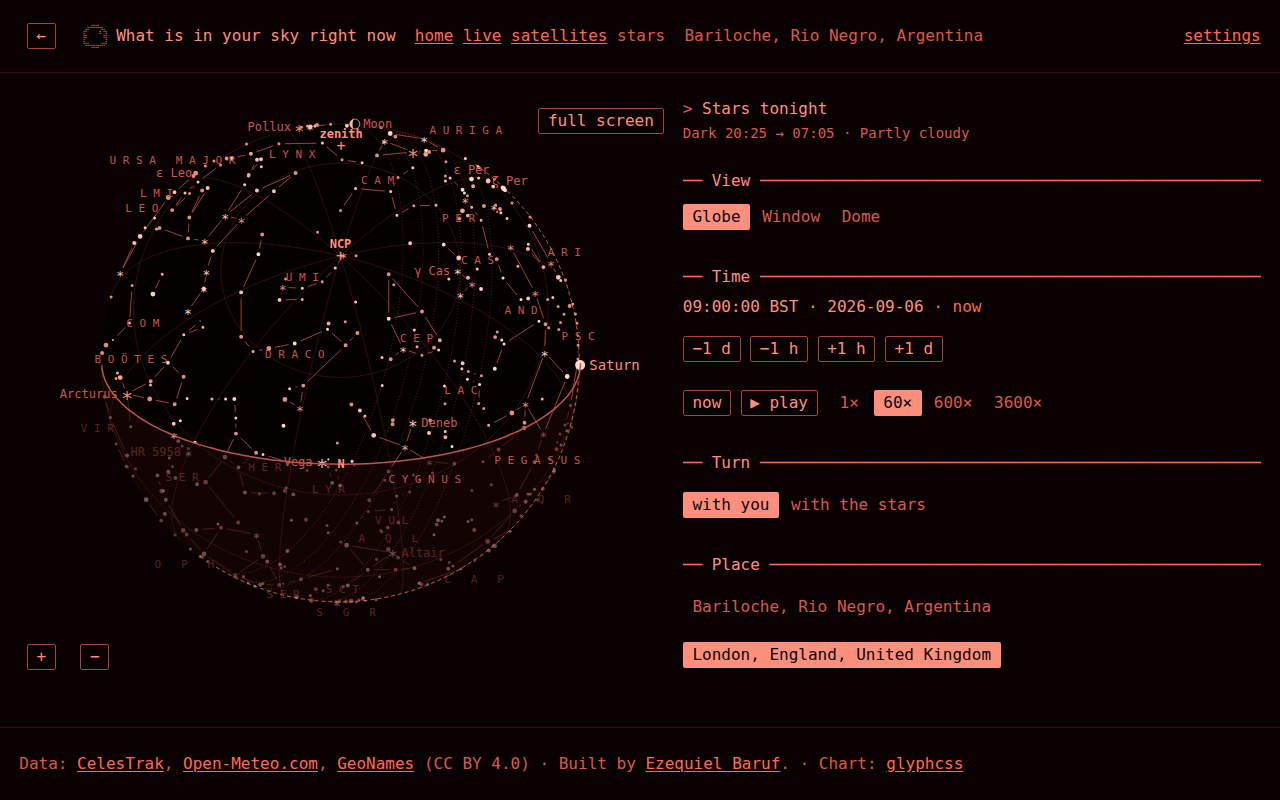 ← What is in your sky right now home live satellites stars Bariloche, Rio Negro, Argentina settings
full screen
Pollux
Moon
zenith
AURIGA
LYNX
URSA MAJOR
ε Leo
CAM
ε Per
ζ Per
LMI
LEO
PER
NCP
ARI
CAS
γ Cas
UMI
AND
COM
CEP
PSC
BOÖTES
DRACO
Saturn
Arcturus
LAC
VIR
Deneb
HR 5958
HER
Vega
N
PEGASUS
SER
CYGNUS
LYR
AQR
VUL
AQL
Altair
OPH
CAP
SER
SCT
SGR
+ −
> Stars tonight
Dark 20:25 → 07:05 · Partly cloudy
View
Globe Window Dome
Time
09:00:00 BST · 2026-09-06 · now
−1 d −1 h +1 h +1 d
now ▶ play 1× 60× 600× 3600×
Turn
with you with the stars
Place
Bariloche, Rio Negro, Argentina
London, England, United Kingdom
Data: CelesTrak, Open-Meteo.com, GeoNames (CC BY 4.0) · Built by Ezequiel Baruf. · Chart: glyphcss